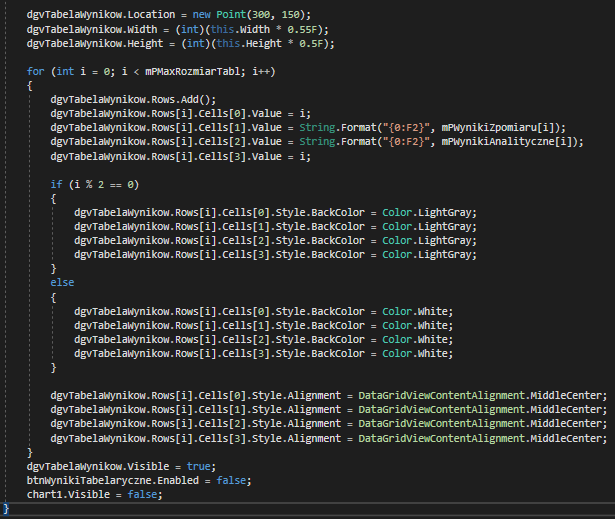 dgvTabelaWynikow.Location = new Point(300, 150);
dgvTabelaWynikow.Width = (int)(this.Width * 0.55F);
dgvTabelaWynikow.Height = (int)(this.Height * 0.5F);
for (int i = 0; i < mPMaxRozmiarTabl; i++)
{
dgvTabelaWynikow.Rows.Add();
dgvTabelaWynikow.Rows[i].Cells[0].Value = i;
dgvTabelaWynikow.Rows[i].Cells[1].Value = String.Format("{0:F2}", mPWynikiZpomiaru[i]);
dgvTabelaWynikow.Rows[i].Cells[2].Value = String.Format("{0:F2}", mPWynikiAnalityczne[i]);
dgvTabelaWynikow.Rows[i].Cells[3].Value = i;
if (i % 2 == 0)
{
dgvTabelaWynikow.Rows[i].Cells[0].Style.BackColor = Color.LightGray;
dgvTabelaWynikow.Rows[i].Cells[1].Style.BackColor = Color.LightGray;
dgvTabelaWynikow.Rows[i].Cells[2].Style.BackColor = Color.LightGray;
dgvTabelaWynikow.Rows[i].Cells[3].Style.BackColor = Color.LightGray;
}
else
{
dgvTabelaWynikow.Rows[i].Cells[0].Style.BackColor = Color.White;
dgvTabelaWynikow.Rows[i].Cells[1].Style.BackColor = Color.White;
dgvTabelaWynikow.Rows[i].Cells[2].Style.BackColor = Color.White;
dgvTabelaWynikow.Rows[i].Cells[3].Style.BackColor = Color.White;
}
dgvTabelaWynikow.Rows[i].Cells[0].Style.Alignment = DataGridViewContentAlignment.MiddleCenter;
dgvTabelaWynikow.Rows[i].Cells[1].Style.Alignment = DataGridViewContentAlignment.MiddleCenter;
dgvTabelaWynikow.Rows[i].Cells[2].Style.Alignment = DataGridViewContentAlignment.MiddleCenter;
dgvTabelaWynikow.Rows[i].Cells[3].Style.Alignment = DataGridViewContentAlignment.MiddleCenter;
}
dgvTabelaWynikow.Visible = true;
btnWynikiTabelaryczne.Enabled = false;
chart1.Visible = false;
}